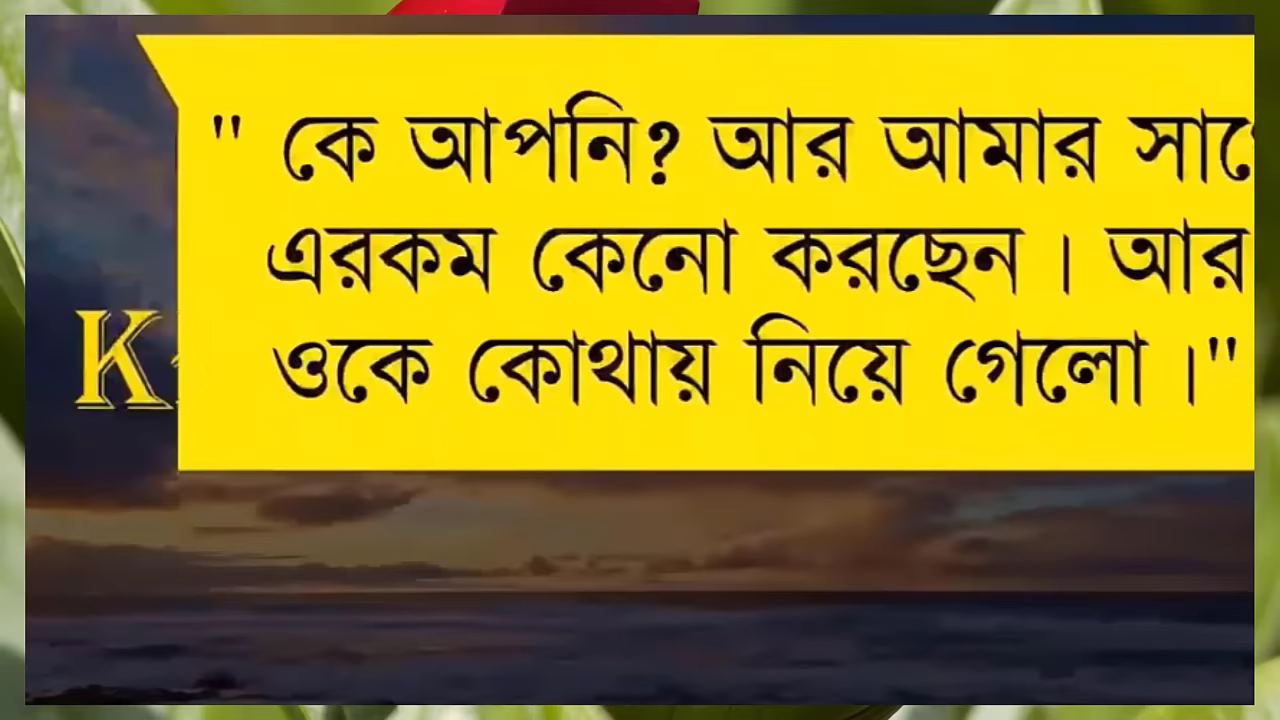 " কে আপনি? আর আমার
এরকম কেনো করছেন । আর
K
ওকে কোথায় নিয়ে গেলো ।"